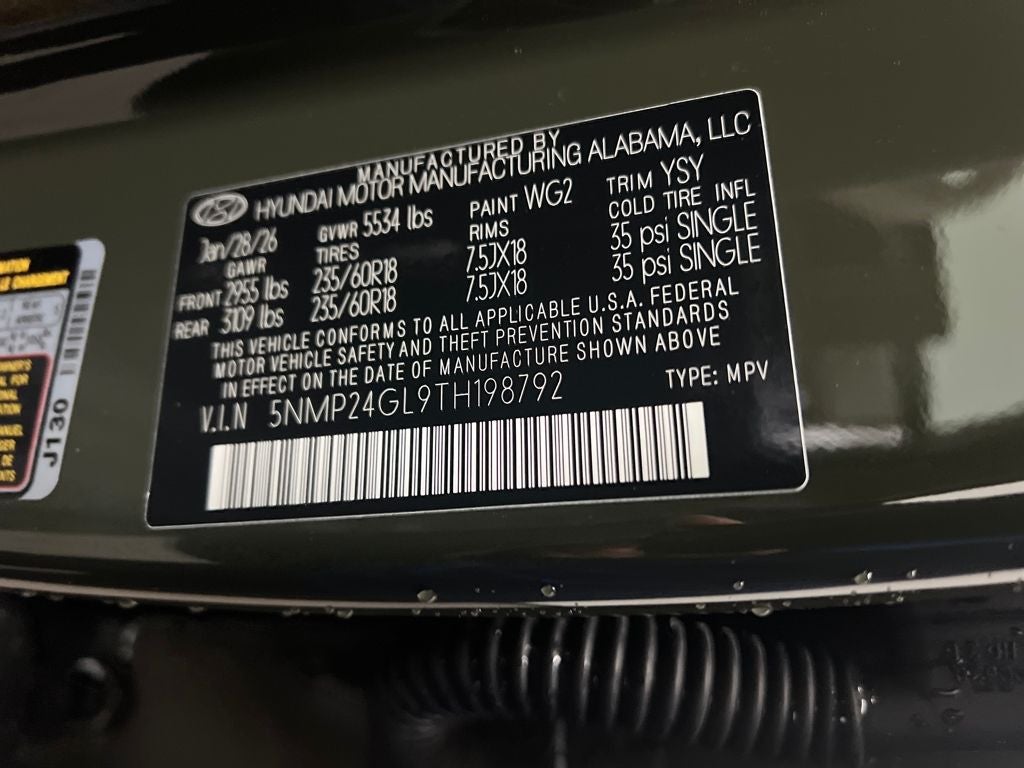 MANUFACTURED BY
HYUNDAI MOTOR MANUFACTURING ALABAMA, LLC
Jan/28/26 GVWR 5534 lbs PAINT WG2 TRIM YSY
GAWR TIRES RIMS COLD TIRE INFL
FRONT 2955 lbs 235/60R18 7.5JX18 35 psi SINGLE
REAR 3109 lbs 235/60R18 7.5JX18 35 psi SINGLE
THIS VEHICLE CONFORMS TO ALL APPLICABLE U.S.A. FEDERAL
MOTOR VEHICLE SAFETY AND THEFT PREVENTION STANDARDS
IN EFFECT ON THE DATE OF MANUFACTURE SHOWN ABOVE
V.I.N 5NMP24GL9TH198792 TYPE: MPV
J130